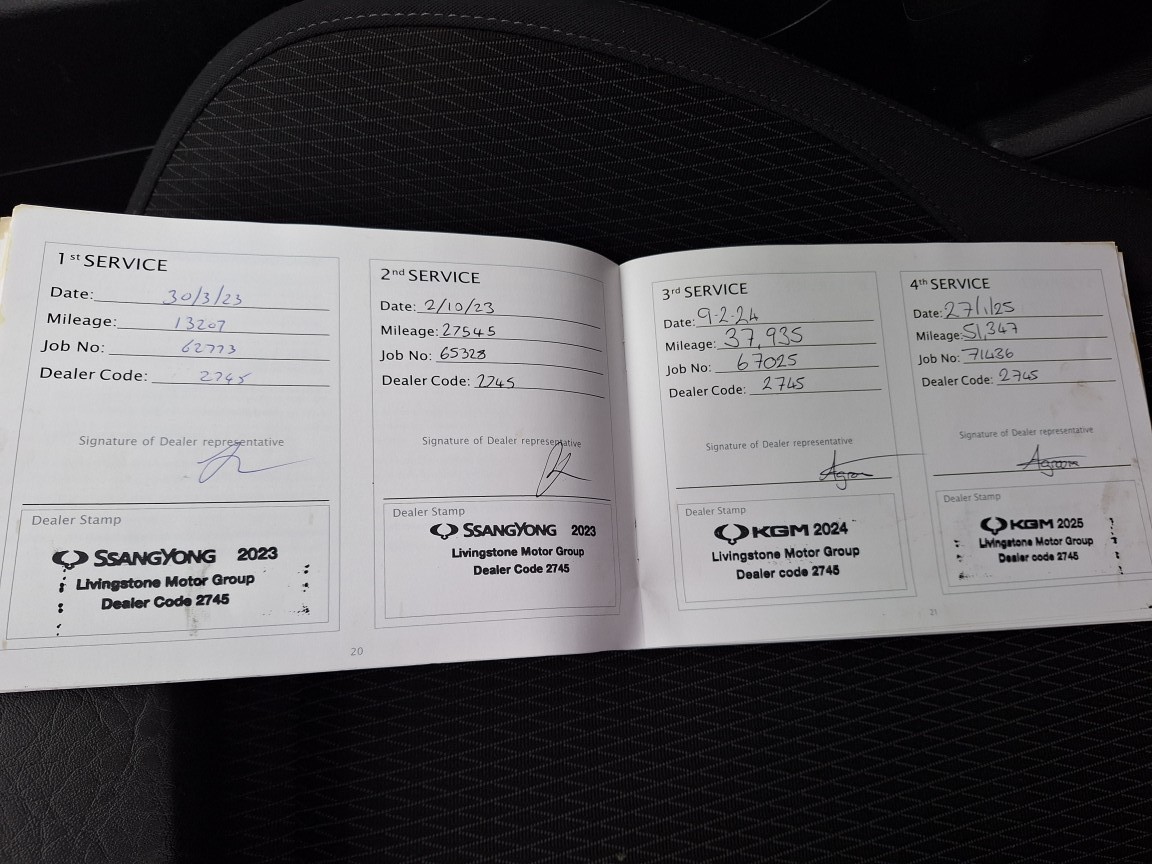 1st SERVICE
Date: 30/3/23
Mileage: 13207
Job No: 62773
Dealer Code: 2745
Signature of Dealer representative
Dealer Stamp
SSANGYONG 2023
Livingstone Motor Group
Dealer Code 2745
20
2nd SERVICE
Date: 2/10/23
Mileage: 27545
Job No: 65328
Dealer Code: 2745
Signature of Dealer representative
Dealer Stamp
SSANGYONG 2023
Livingstone Motor Group
Dealer Code 2745
3rd SERVICE
Date: 9-2-24
Mileage: 37,935
Job No: 67025
Dealer Code: 2745
Signature of Dealer representative
Dealer Stamp
KGM 2024
Livingstone Motor Group
Dealer code 2745
4th SERVICE
Date: 27/1/25
Mileage: 51,347
Job No: 71436
Dealer Code: 2745
Signature of Dealer representative
Dealer Stamp
KGM 2025
Livingstone Motor Group
Dealer code 2745
21